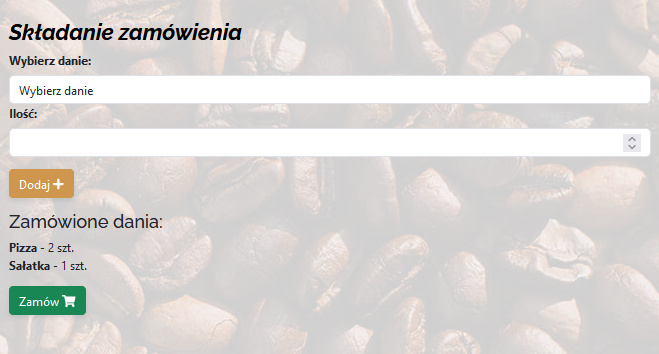 Składanie zamówienia
Wybierz danie:
Wybierz danie
Ilość:
Dodaj
Zamówione dania:
Pizza - 2 szt.
Sałatka - 1 szt.
Zamów